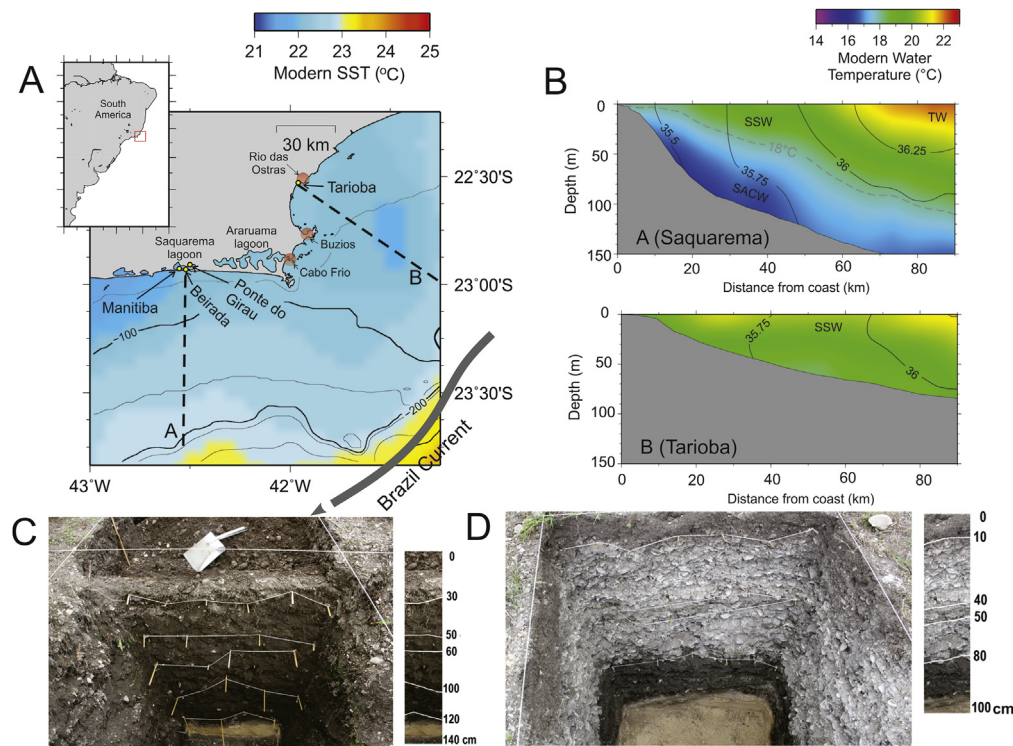 21 22 23 24 25
Modern SST (°C)
A
South
America
30 km
Rio das
Ostras
Tarioba
Araruama
lagoon
Saquarema
lagoon
Buzios
Cabo Frio
B
Manitiba
Beirada
Ponte do
Girau
-100
-200
A
Brazil Current
22°30'S
23°00'S
23°30'S
43°W 42°W
14 16 18 20 22
Modern Water
Temperature (°C)
B
0
50
100
150
Depth (m)
35.5
SSW
18°C
35.75
SACW
36
36.25
TW
A (Saquarema)
0 20 40 60 80
Distance from coast (km)
0
50
100
150
Depth (m)
35.75
SSW
36
B (Tarioba)
0 20 40 60 80
Distance from coast (km)
C
0
30
50
60
100
120
140 cm
D
0
10
40
50
80
100 cm